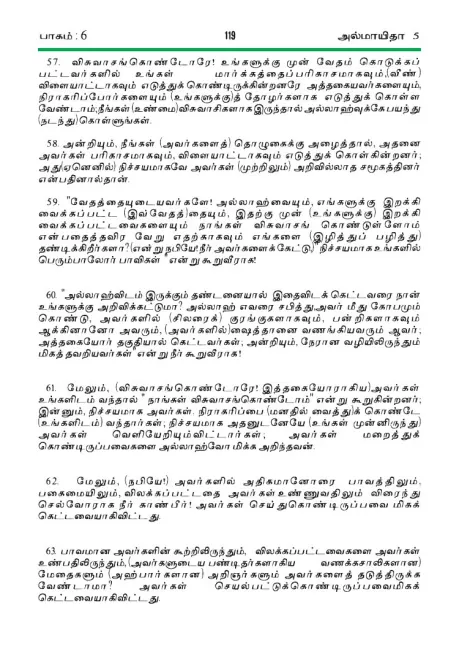 பாகம் : 6 119 அல்மாயிதா 5
57. விசுவாசங்கொண்டோரே! உங்களுக்கு முன் வேதம் கொடுக்கப்
பட்டவர்களில் உங்கள் மார்க்கத்தைப்பரிகாசமாகவும்,(வீண்)
விளையாட்டாகவும் எடுத்துக்கொண்டிருக்கின்றனரே அத்தகையவர்களையும்,
நிராகரிப்போர்களையும் (உங்களுக்கு)த் தோழர்களாக எடுத்துக் கொள்ள
வேண்டாம்;நீங்கள் (உண்மை)விசுவாசிகளாக இருந்தால் அல்லாஹ்வுக்கே பயந்து
(நடந்து)கொள்ளுங்கள்.
58. அன்றியும், நீங்கள் (அவர்களைத்) தொழுகைக்கு அழைத்தால், அதனை
அவர்கள் பரிகாசமாகவும், விளையாட்டாகவும் எடுத்துக் கொள்கின்றனர்;
அது(ஏனெனில்) நிச்சயமாகவே அவர்கள் (முற்றிலும்) அறிவில்லாத சமூகத்தினர்
என்பதினால்தான்.
59. "வேதத்தையுடையவர்களே! அல்லாஹ்வையும், எங்களுக்கு இறக்கி
வைக்கப்பட்ட (இவ்வேதத்)தையும், இதற்கு முன் (உங்களுக்கு) இறக்கி
வைக்கப்பட்டவைகளையும் நாங்கள் விசுவாசங் கொண்டுள்ளோம்
என்பதைத்தவிர வேறு எதற்காகவும் எங்களை (இழித்துப் பழித்து)
தண்டிக்கிறீர்களா?(என்று நபியே! நீர் அவர்களைக்கேட்டு,)"நிச்சயமாக உங்களில்
பெரும்பாலோர் பாவிகள்" என்று கூறுவீராக!
60. "அல்லாஹ்விடம் இருக்கும் தண்டனையால் இதைவிடக் கெட்டவரை நான்
உங்களுக்கு அறிவிக்கட்டுமா? அல்லாஹ் எவரை சபித்து,அவர் மீது கோபமும்
கொண்டு, அவர்களில் (சிலரைக்) குரங்குகளாகவும், பன்றிகளாகவும்
ஆக்கினானோ அவரும், (அவர்களில்)ஷைத்தானை வணங்கியவரும் ஆவர்;
அத்தகையோர் தகுதியால் கெட்டவர்கள்; அன்றியும், நேரான வழியிலிருந்தும்
மிகத்தவறியவர்கள்" என்று நீர் கூறுவீராக!
61. மேலும், (விசுவாசங்கொண்டோரே! இத்தகையோராகிய)அவர்கள்
உங்களிடம் வந்தால் " நாங்கள் விசுவாசங்கொண்டோம்" என்று கூறுகின்றனர்;
இன்னும், நிச்சயமாக அவர்கள். நிராகரிப்பை (மனதில் வைத்து)க் கொண்டே
(உங்களிடம்) வந்தார்கள்; நிச்சயமாக அதனுடனேயே (உங்கள் முன்னிருந்து)
அவர்கள் வெளியேறியும்விட்டார்கள்; அவர்கள் மறைத்துக்
கொண்டிருப்பவைகளை அல்லாஹ்வோ மிக்க அறிந்தவன்.
62. மேலும், (நபியே!) அவர்களில் அதிகமானோரை பாவத்திலும்,
பகைமையிலும், விலக்கப்பட்டதை அவர்கள் உண்ணுவதிலும் விரைந்து
செல்வோராக நீர் காண்பீர்! அவர்கள் செய்துகொண்டிருப்பவை மிகக்
கெட்டவையாகிவிட்டது.
63. பாவமான அவர்களின் கூற்றிலிருந்தும், விலக்கப்பட்டவைகளை அவர்கள்
உண்பதிலிருந்தும்,(அவர்களுடைய பண்டிதர்களாகிய வணக்கசாலிகளான)
மேதைகளும் (அஹ்பார்களான) அறிஞர்களும் அவர்களைத் தடுத்திருக்க
வேண்டாமா? அவர்கள் செயல்பட்டுக்கொண்டிருப்பவைமிகக்
கெட்டவையாகிவிட்டது.